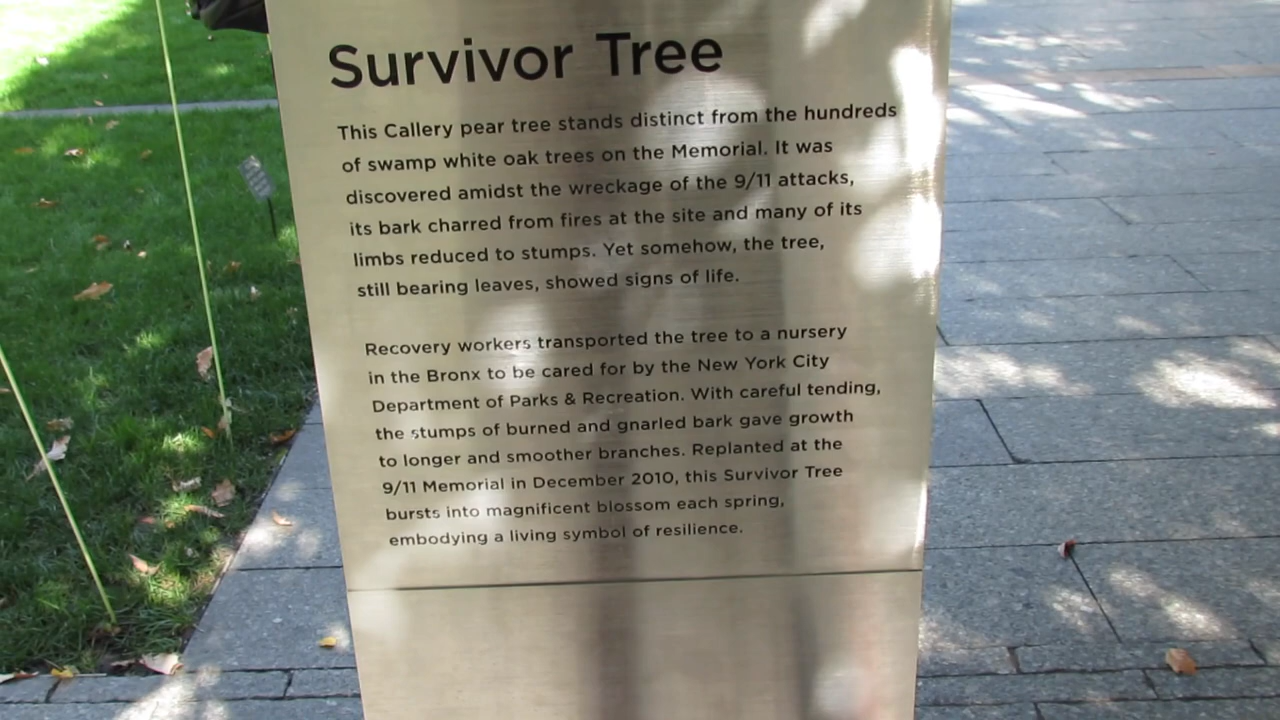 Survivor Tree
This Callery pear tree stands distinct from the hundreds
of swamp white oak trees on the Memorial. It was
discovered amidst the wreckage of the 9/11 attacks,
its bark charred from fires at the site and many of its
limbs reduced to stumps. Yet somehow, the tree,
still bearing leaves, showed signs of life.
Recovery workers transported the tree to a nursery
in the Bronx to be cared for by the New York City
Department of Parks & Recreation. With careful tending,
the stumps of burned and gnarled bark gave growth
to longer and smoother branches. Replanted at the
9/11 Memorial in December 2010, this Survivor Tree
bursts into magnificent blossom each spring,
embodying a living symbol of resilience.